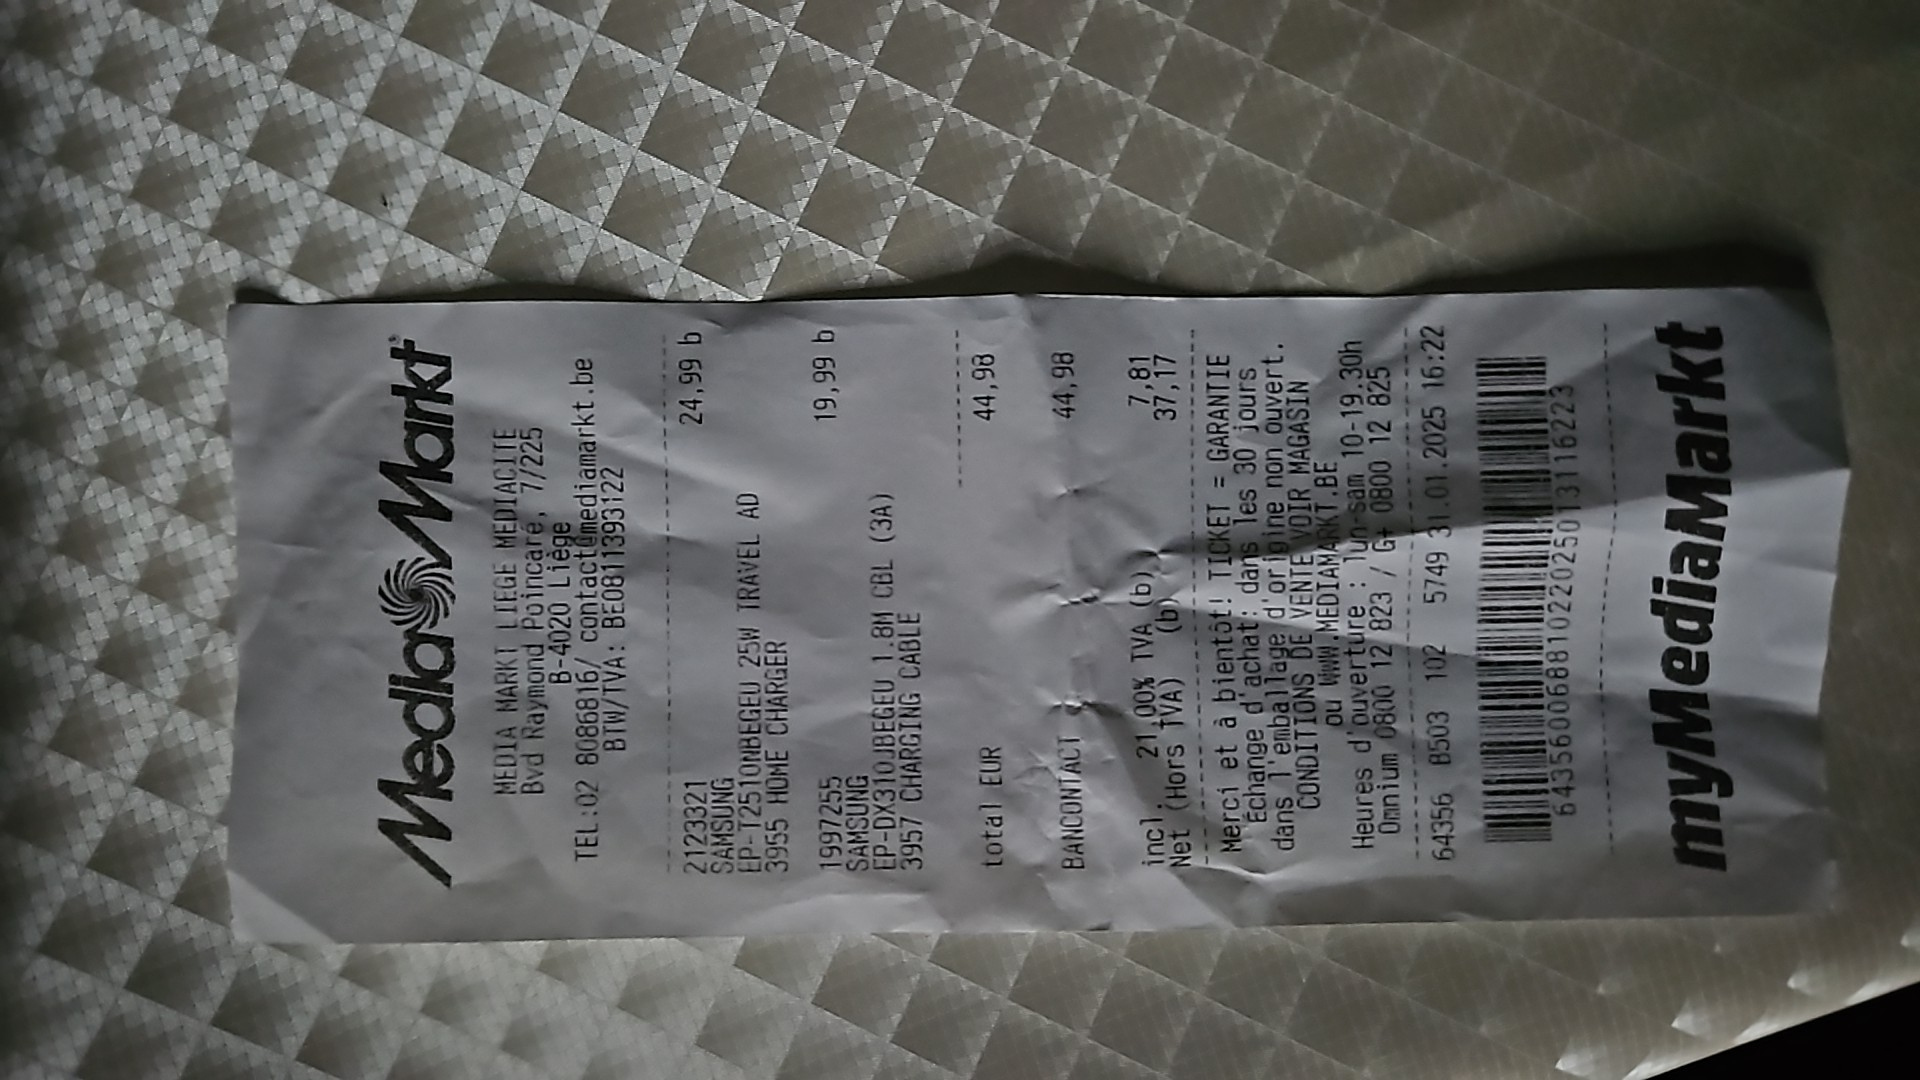 Media Markt®
MEDIA MARKT LIEGE MEDIACITE
Bvd Raymond Poincaré, 7/225
B-4020 Liège
TEL:02 8086816/ contact@mediamarkt.be
BTW/TVA: BE0811393122
2123321 24,99 b
SAMSUNG
EP-T2510NBEGEU 25W TRAVEL AD
3955 HOME CHARGER
1997255 19,99 b
SAMSUNG
EP-DX310JBEGEU 1.8M CBL (3A)
3957 CHARGING CABLE
total EUR 44,98
BANCONTACT 44,98
incl. 21,00% TVA (b) 7,81
Net (Hors TVA) (b) 37,17
Merci et à bientôt! TICKET = GARANTIE
Échange d'achat: dans les 30 jours
dans l'emballage d'origine non ouvert.
CONDITIONS DE VENTE VOIR MAGASIN
ou WWW.MEDIAMARKT.BE
Heures d'ouverture : lun-sam 10-19.30h
Omnium 0800 12 823 / G+ 0800 12 825
64356 8503 102 5749 31.01.2025 16:22
myMediaMarkt